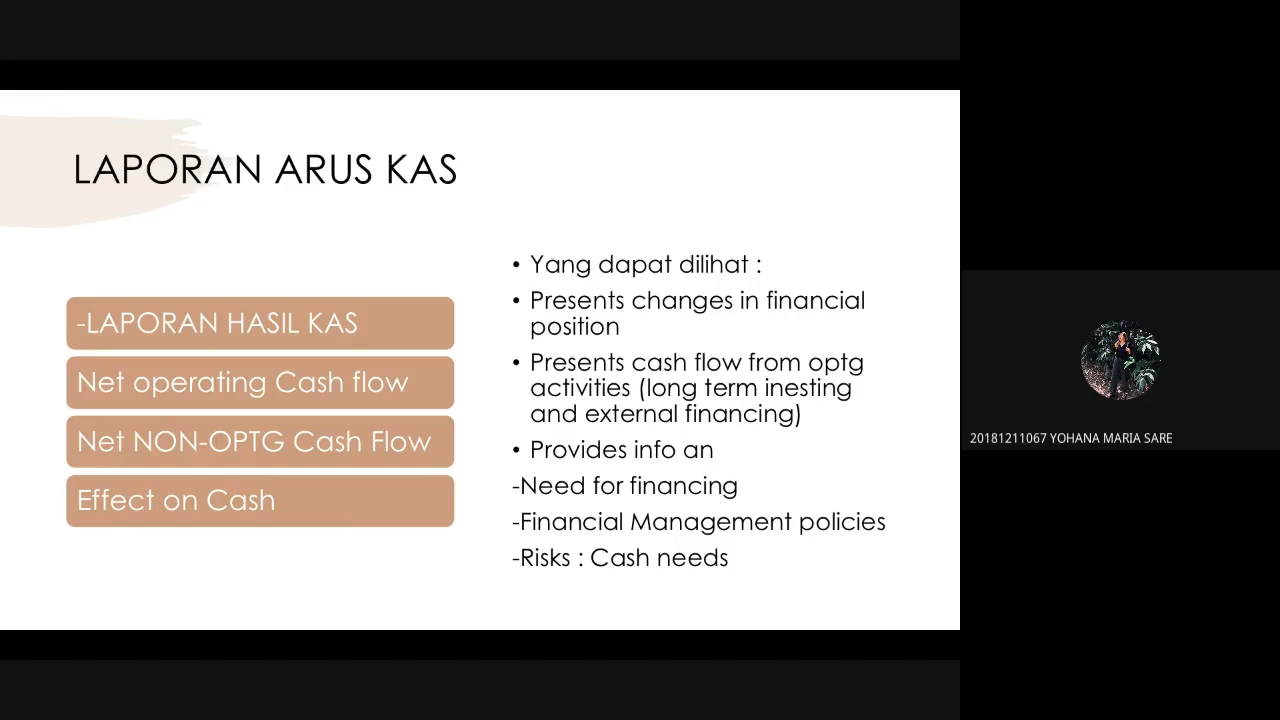 LAPORAN ARUS KAS
-LAPORAN HASIL KAS
Net operating Cash flow
Net NON-OPTG Cash Flow
Effect on Cash
• Yang dapat dilihat :
• Presents changes in financial
position
• Presents cash flow from optg
activities (long term inesting
and external financing)
• Provides info an
-Need for financing
-Financial Management policies
-Risks : Cash needs
20181211067 YOHANA MARIA SARE